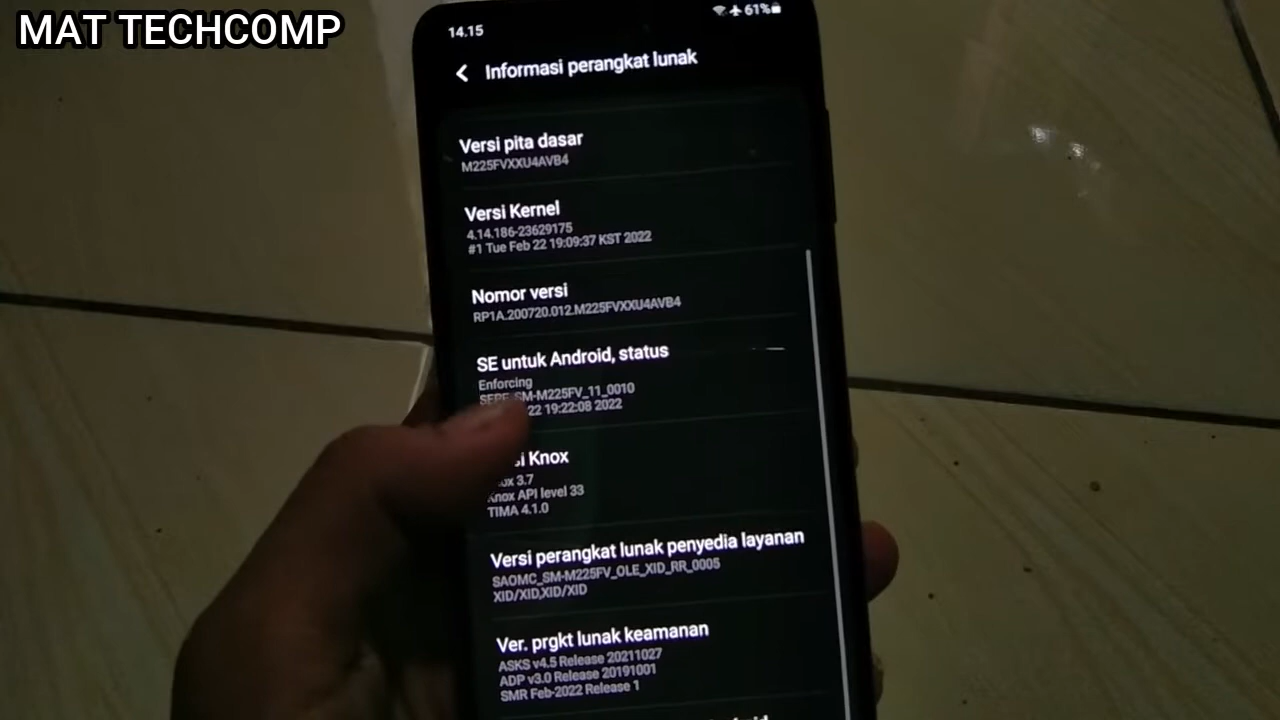 MAT TECHCOMP
14.15
61%
Informasi perangkat lunak
Versi pita dasar
M225FVXXU4AVB4
Versi Kernel
4.14.186-23629175
#1 Tue Feb 22 19:09:37 KST 2022
Nomor versi
RP1A.200720.012.M225FVXXU4AVB4
SE untuk Android, status
Enforcing
SM-M225FV_11_0010
22 19:22:08 2022
Knox
3.7
Knox API level 33
TIMA 4.1.0
Versi perangkat lunak penyedia layanan
SAOMC_SM-M225FV_OLE_XID_RR_0005
XID/XID,XID/XID
Ver. prgkt lunak keamanan
ASKS v4.5 Release 20211027
ADP v3.0 Release 20191001
SMR Feb-2022 Release 1